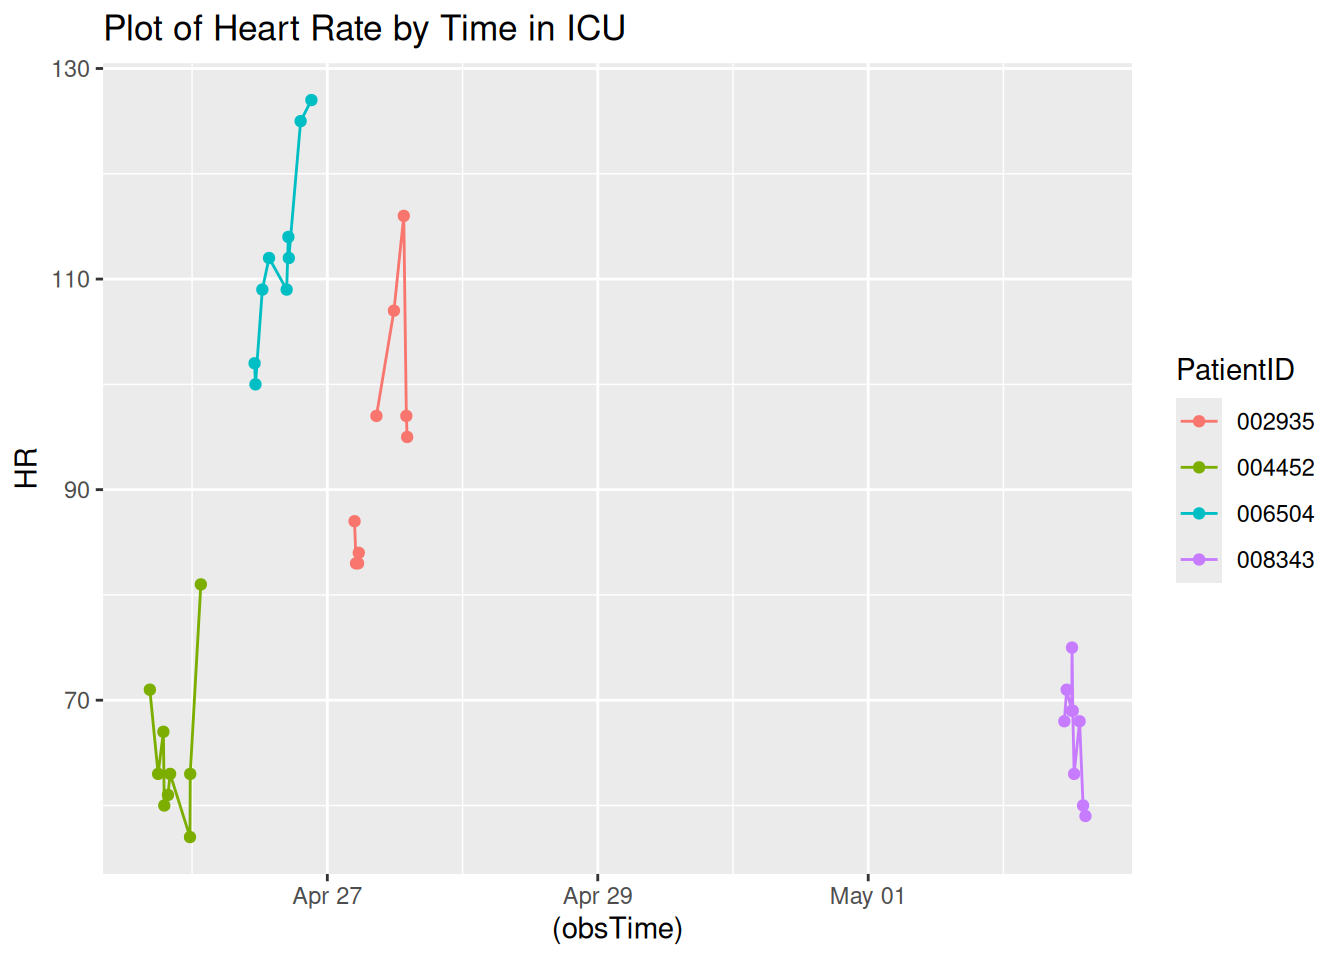 Plot of Heart Rate by Time in ICU
130
110
90
70
HR
Apr 27
Apr 29
May 01
(obsTime)
PatientID
002935
004452
006504
008343